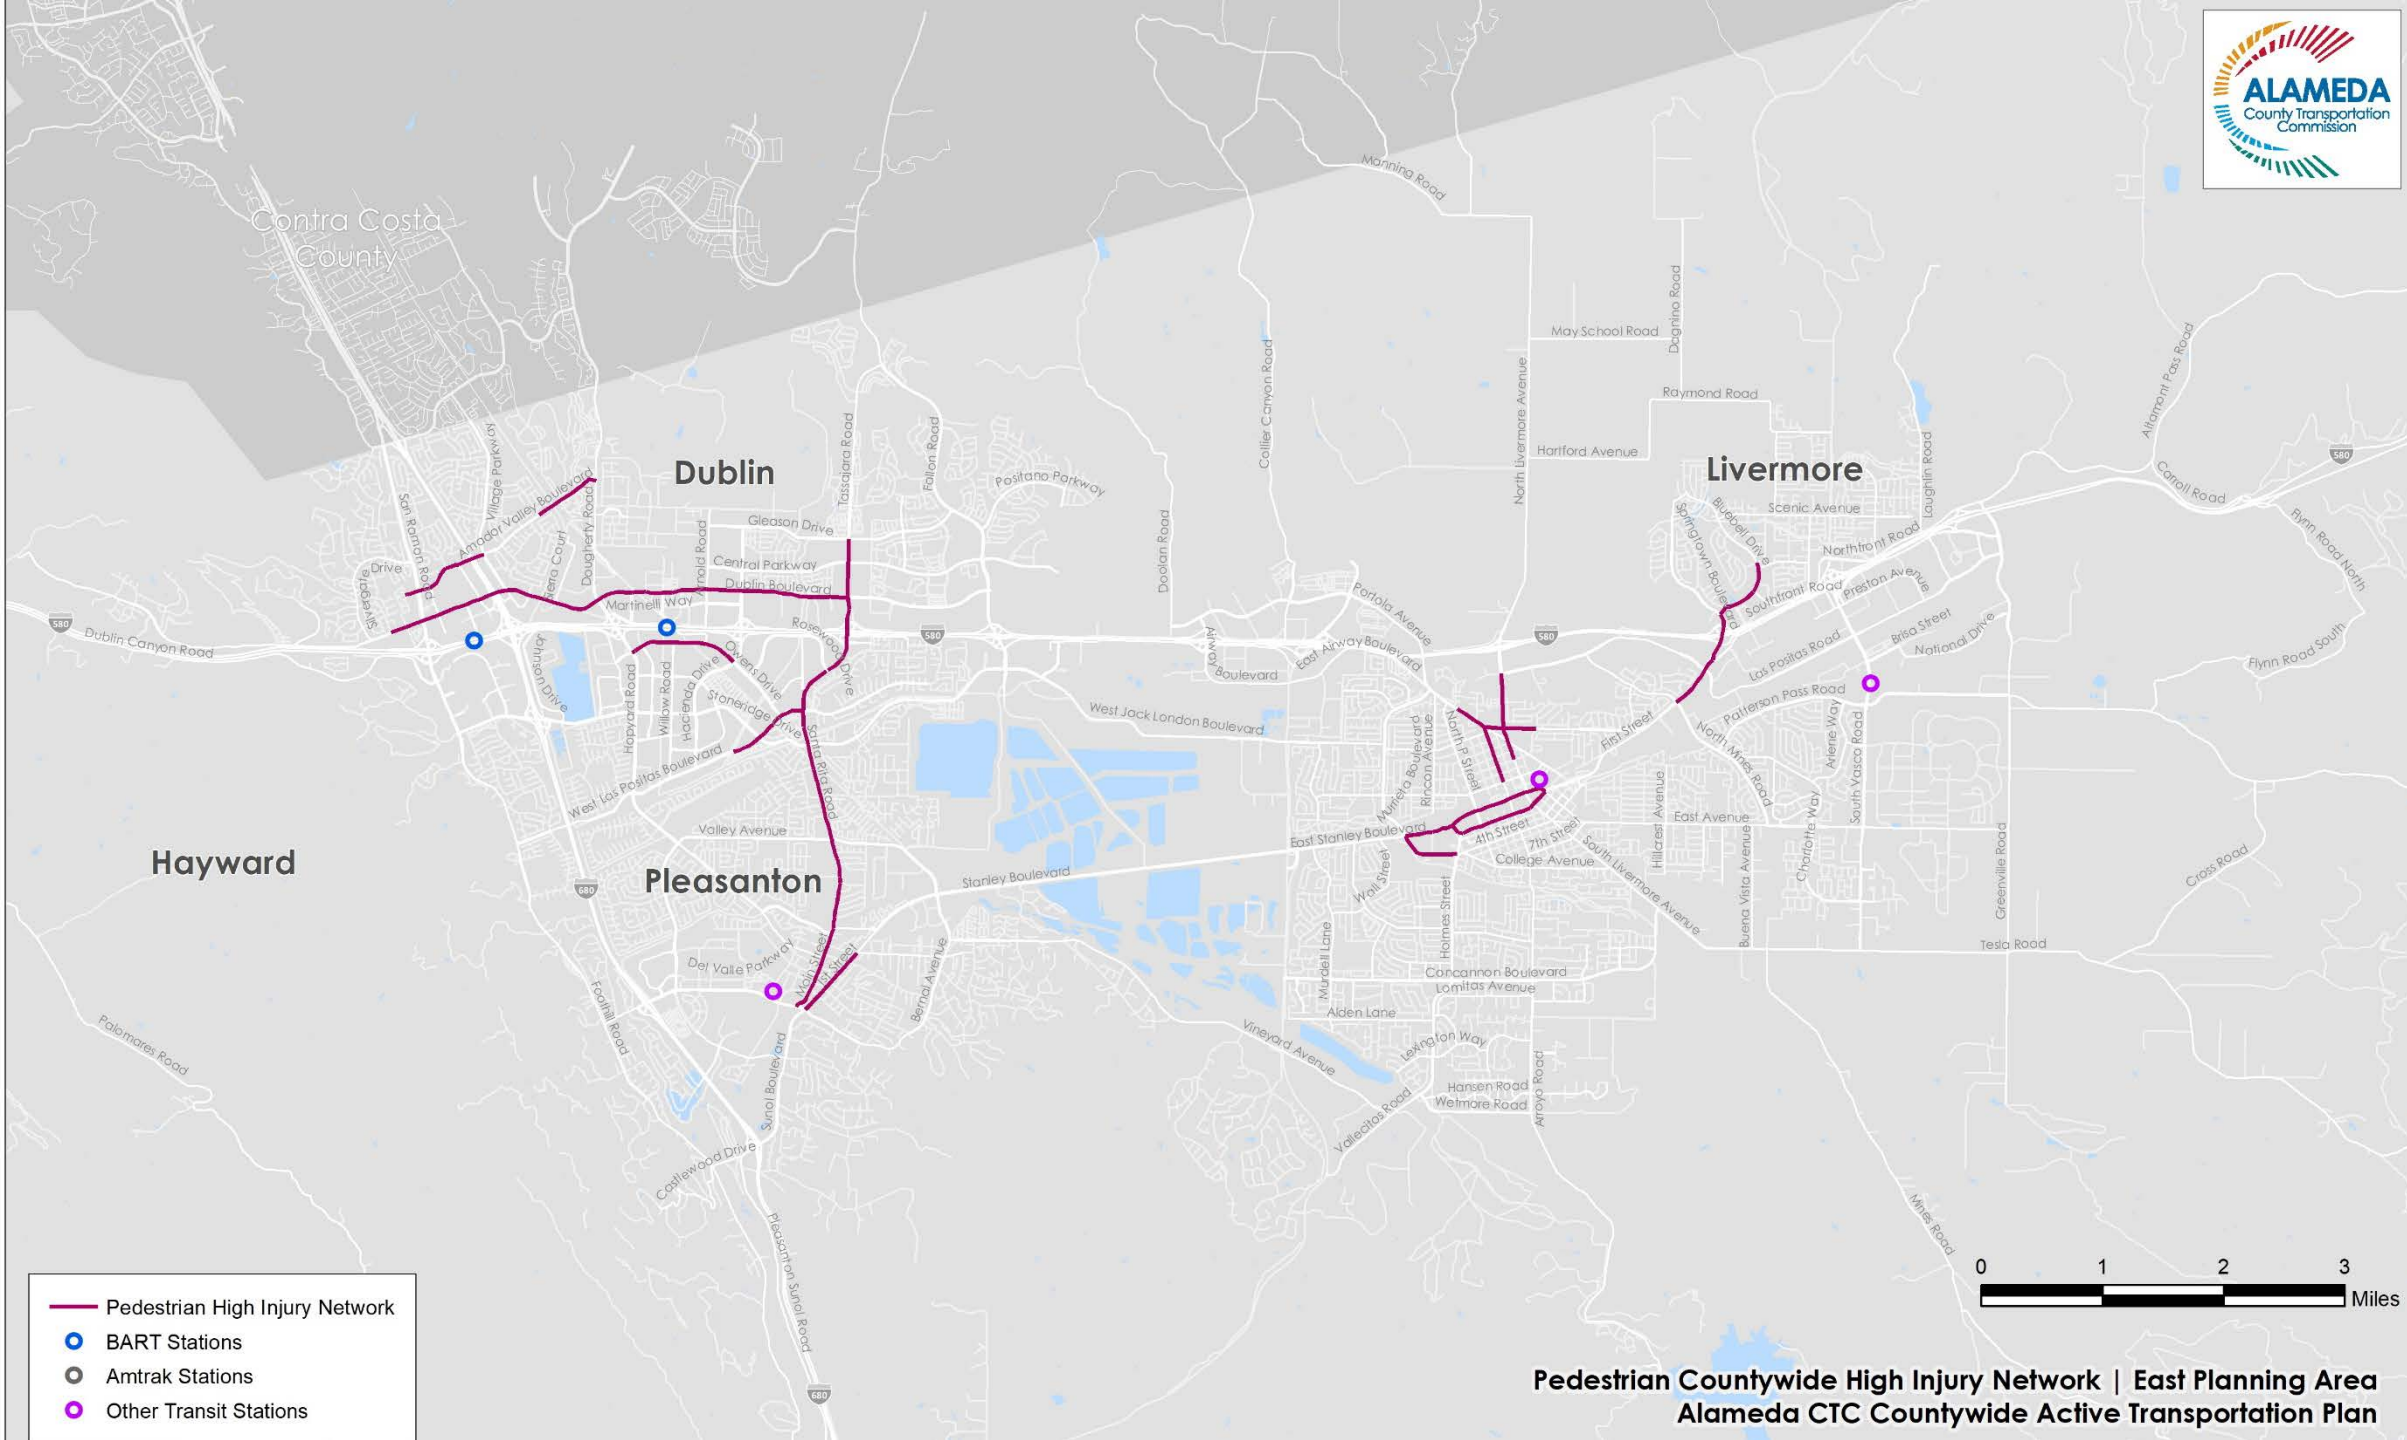 ALAMEDA
County Transportation
Commission
Manning Road
Contra Costa
County
May School Road
Dagnino Road
Altamont Pass Road
Collier Canyon Road
North Livermore Avenue
Raymond Road
Tassajara Road
Fallon Road
Village Parkway
Hartford Avenue
Laughlin Road
580
Dublin
Livermore
Positano Parkway
Carroll Road
Amador Valley Boulevard
Dougherty Road
San Ramon Road
Springtown Boulevard
Bluebell Drive
Scenic Avenue
Flynn Road North
Gleason Drive
Arnold Road
Doolan Road
Northfront Road
Sierra Court
Central Parkway
Silvergate
Drive
Dublin Boulevard
Martinelli Way
Portola Avenue
Southfront Road
Preston Avenue
580
Dublin Canyon Road
Rosewood Drive
580
580
Airway
Boulevard
East Airway Boulevard
Brisa Street
National Drive
Las Positas Road
Flynn Road South
Johnson Drive
Hopyard Road
Willow Road
Hacienda Drive
Owens Drive
Stoneridge Drive
Patterson Pass Road
West Jack London Boulevard
Murrieta Boulevard
Rincon Avenue
North P Street
First Street
North Mines Road
Arlene Way
South Vasco Road
West Las Positas Boulevard
Santa Rita Road
Valley Avenue
East Stanley Boulevard
4th Street
7th Street
East Avenue
Hillcrest Avenue
Hayward
Pleasanton
680
Stanley Boulevard
Wall Street
College Avenue
South Livermore Avenue
Buena Vista Avenue
Charlotte Way
Greenville Road
Cross Road
Holmes Street
Murdell Lane
Del Valle Parkway
Main Street
1st Street
Bernal Avenue
Tesla Road
Foothill Road
Concannon Boulevard
Lomitas Avenue
Alden Lane
Palomares Road
Vineyard Avenue
Lexington Way
Sunol Boulevard
Hansen Road
Wetmore Road
Arroyo Road
Vallecitos Road
Castlewood Drive
Mines Road
Pleasanton Sunol Road
680
0 1 2 3
Miles
Pedestrian High Injury Network
BART Stations
Amtrak Stations
Other Transit Stations
Pedestrian Countywide High Injury Network | East Planning Area
Alameda CTC Countywide Active Transportation Plan